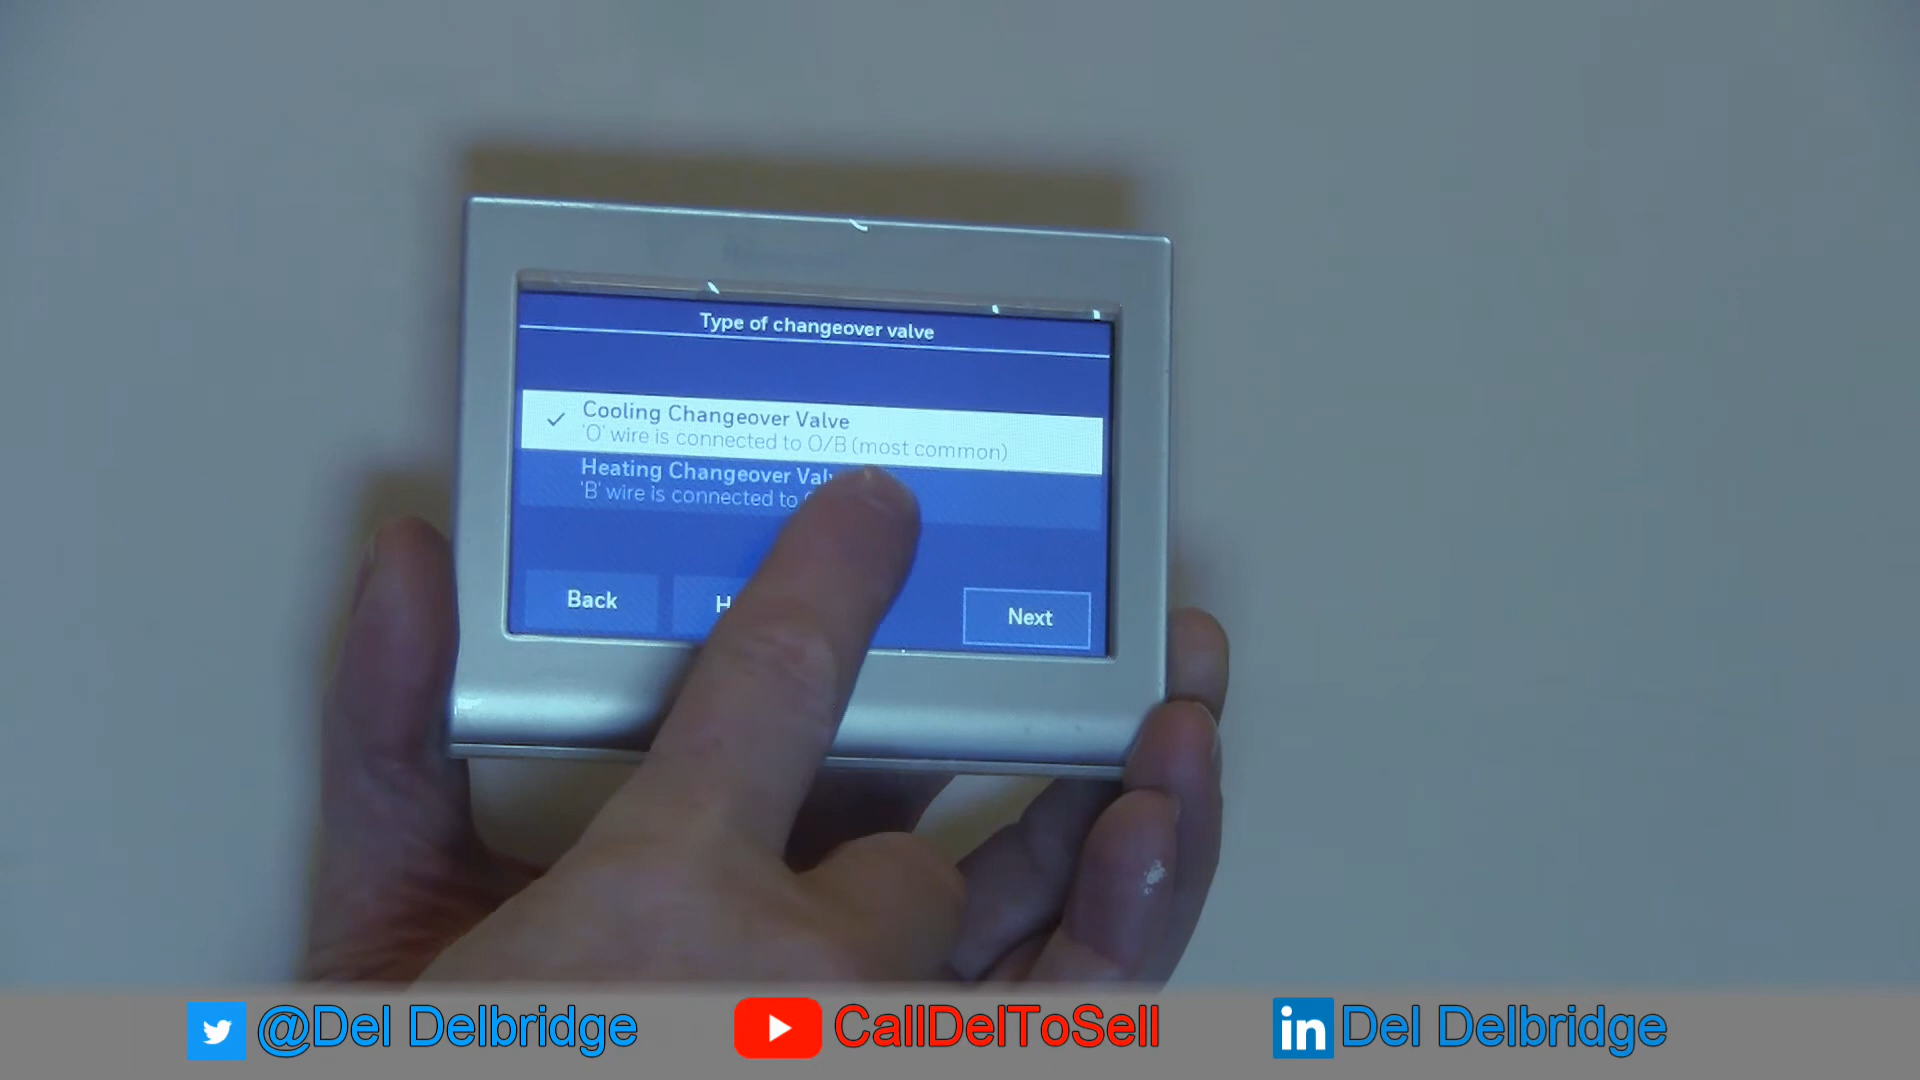 Type of changeover valve
Cooling Changeover Valve
'O' wire is connected to O/B (most common)
Heating Changeover
'B' wire is connected to
Back
Next
@Del Delbridge
CallDelToSell
in Del Delbridge